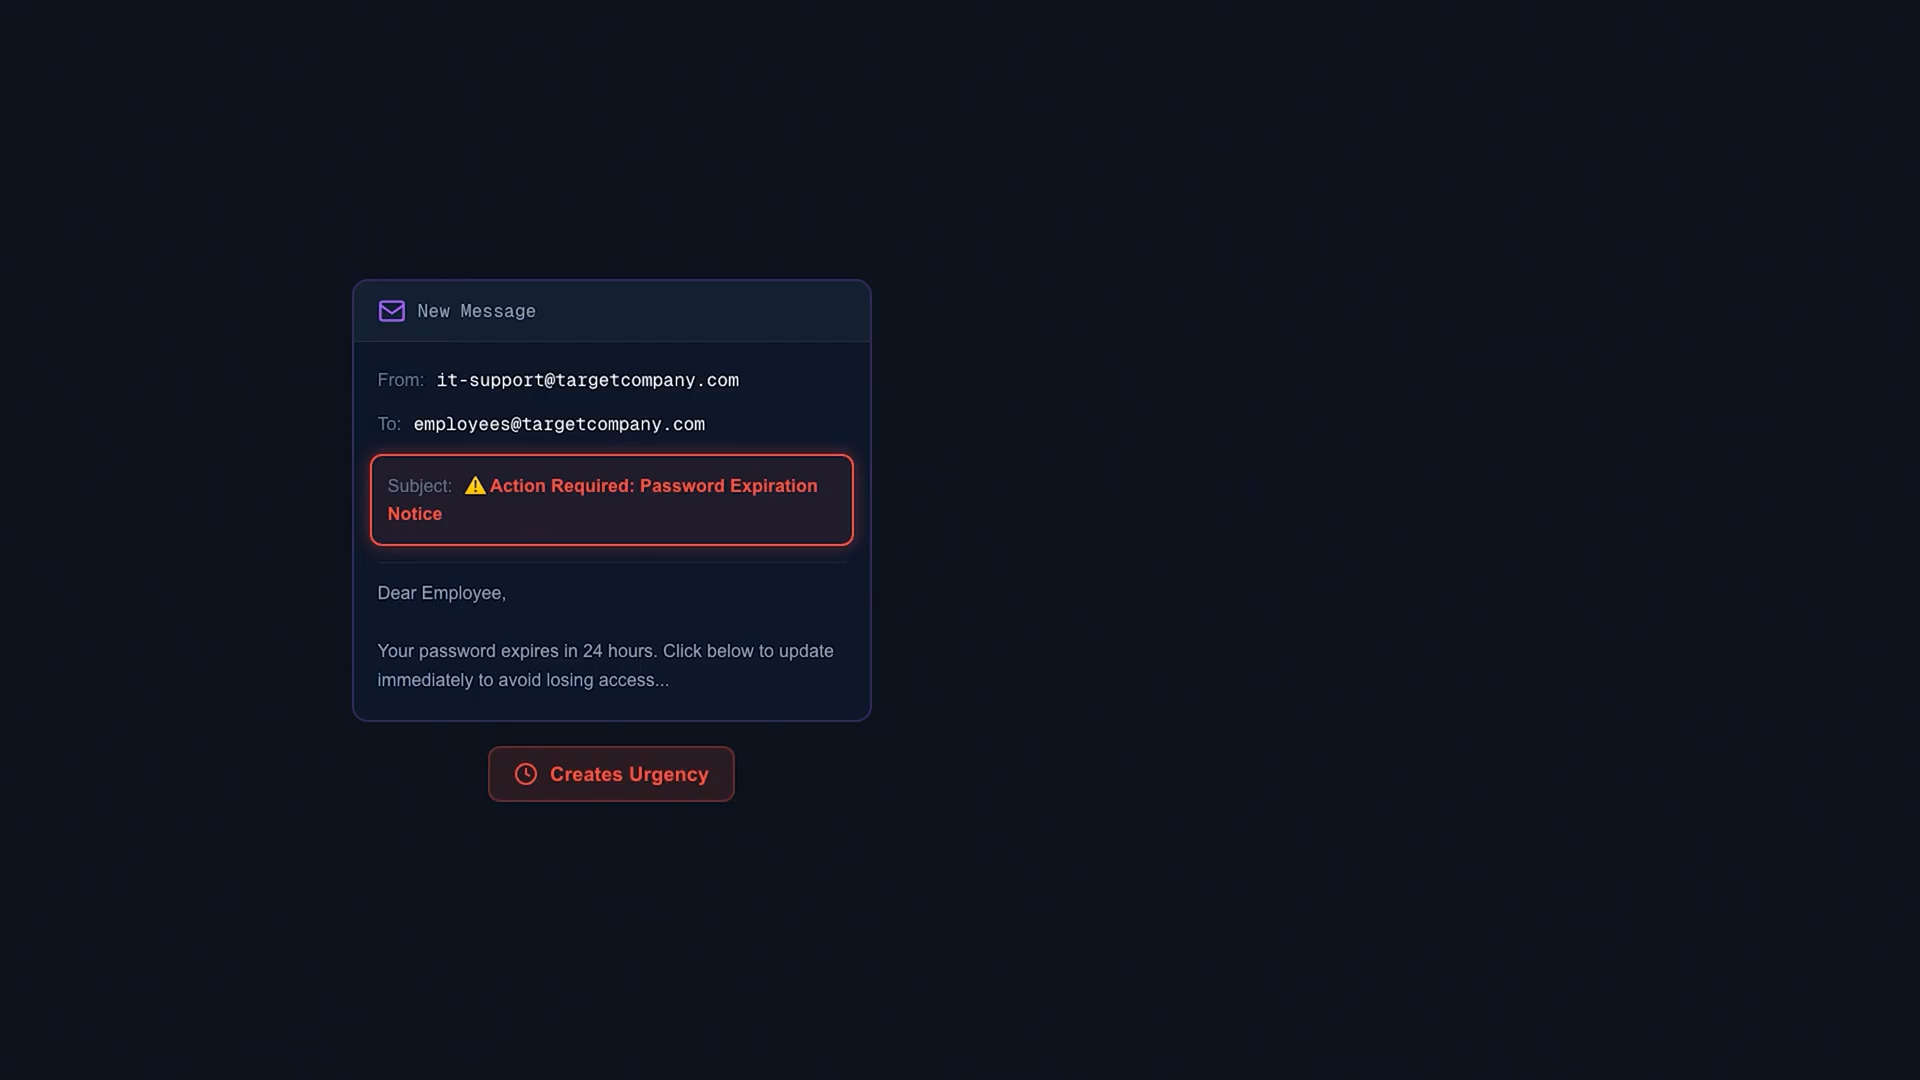 New Message
From: it-support@targetcompany.com
To: employees@targetcompany.com
Subject: ⚠️ Action Required: Password Expiration
Notice
Dear Employee,
Your password expires in 24 hours. Click below to update
immediately to avoid losing access...
Creates Urgency